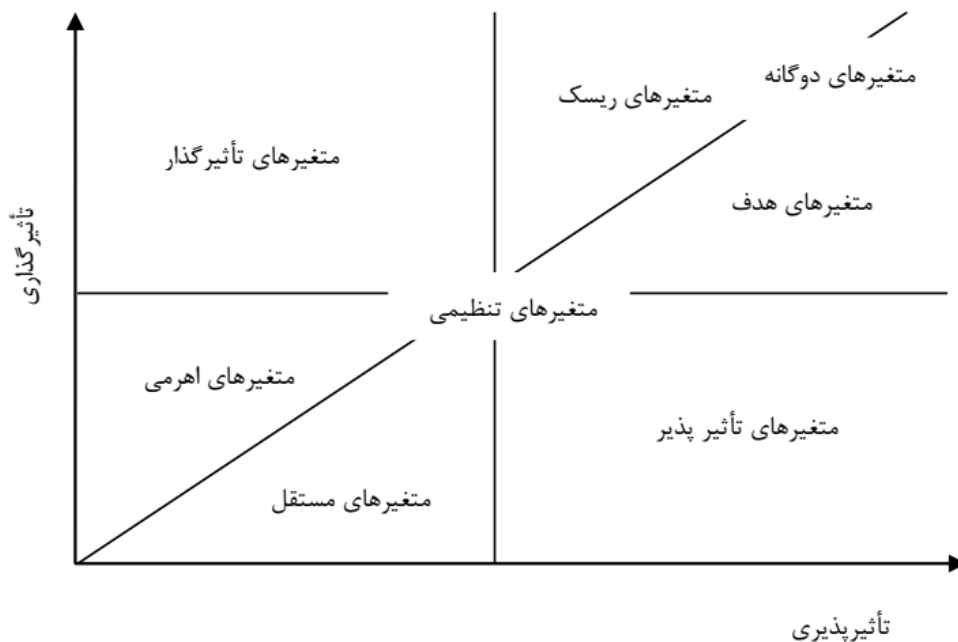 متغیرهای دوگانه
متغیرهای ریسک
متغیرهای تأثیرگذار
متغیرهای هدف
تأثیرگذاری
متغیرهای تنظیمی
متغیرهای اهرمی
متغیرهای تأثیر پذیر
متغیرهای مستقل
تأثیرپذیری